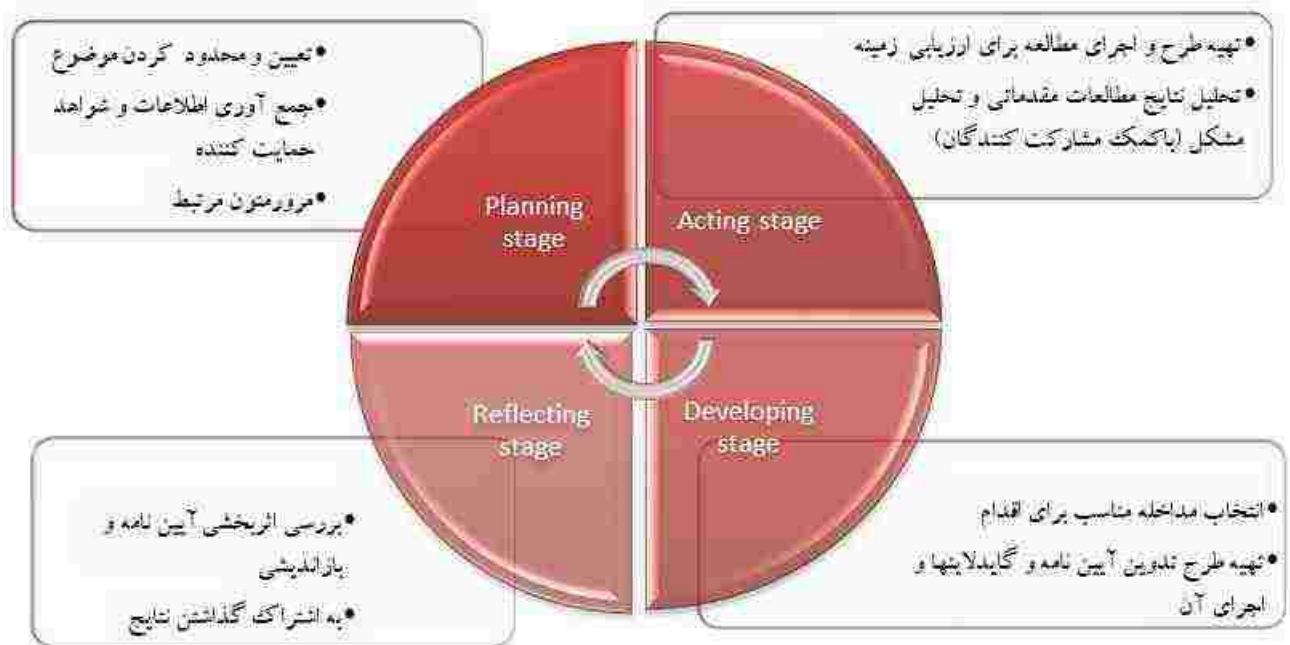 •تعیین و محدود کردن موضوع
•جمع آوری اطلاعات و شواهد
حمایت کننده
•مرورمتون مرتبط
Planning
stage
•تهیه طرح و اجرای مطالعه برای ارزیابی زمینه
•تحلیل نتایج مطالعات مقدماتی و تحلیل
مشکل (باکمک مشارکت کنندگان)
Acting stage
Reflecting
stage
•بررسی اثربخشی آیین نامه و
بازاندیشی
•به اشتراک گذاشتن نتایج
Developing
stage
•انتخاب مداخله مناسب برای اقدام
•تهیه طرح تدوین آیین نامه و گایدلاینها و
اجرای آن